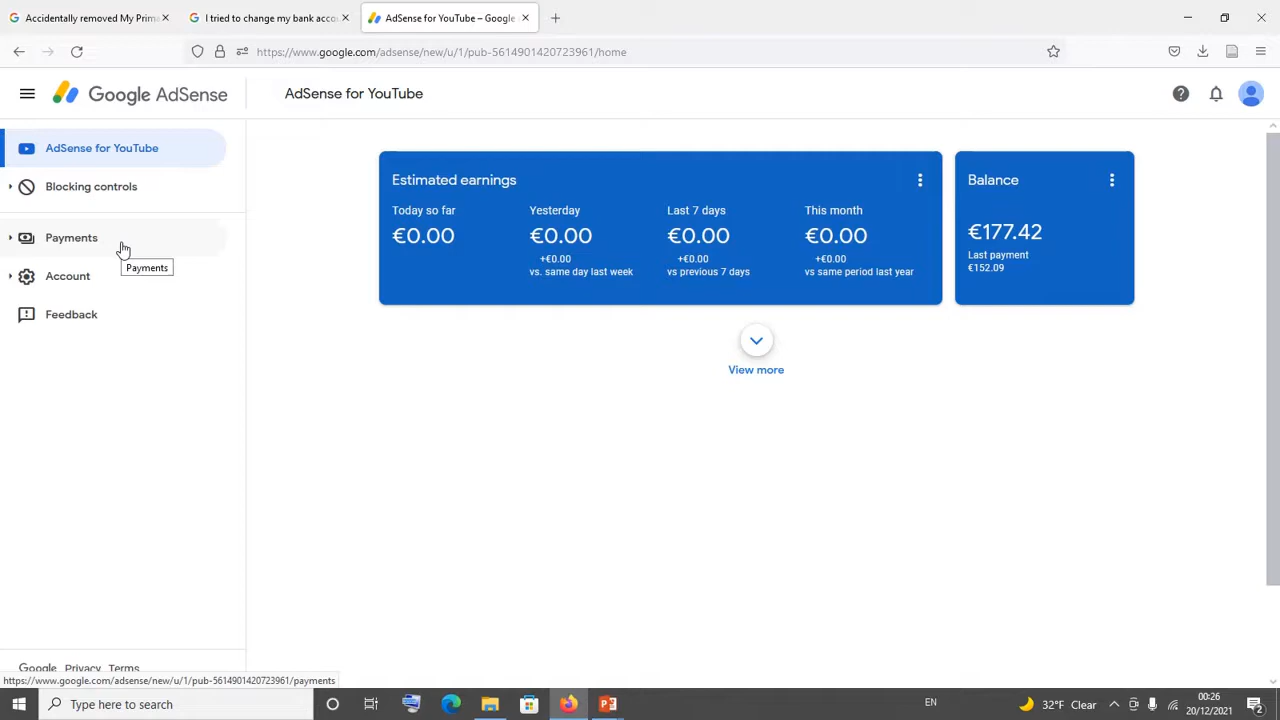 Accidentally removed My Prima
I tried to change my bank acco
AdSense for YouTube – Google
https://www.google.com/adsense/new/u/1/pub-5614901420723961/home
Google AdSense
AdSense for YouTube
AdSense for YouTube
Blocking controls
Payments
Payments
Account
Feedback
Estimated earnings
Today so far
Yesterday
Last 7 days
This month
€0.00
€0.00
€0.00
€0.00
+€0.00
+€0.00
+€0.00
vs. same day last week
vs previous 7 days
vs same period last year
Balance
€177.42
Last payment
€152.09
View more
Google Privacy Terms
https://www.google.com/adsense/new/u/1/pub-5614901420723961/payments
Type here to search
EN
32°F Clear
00:26
20/12/2021
2